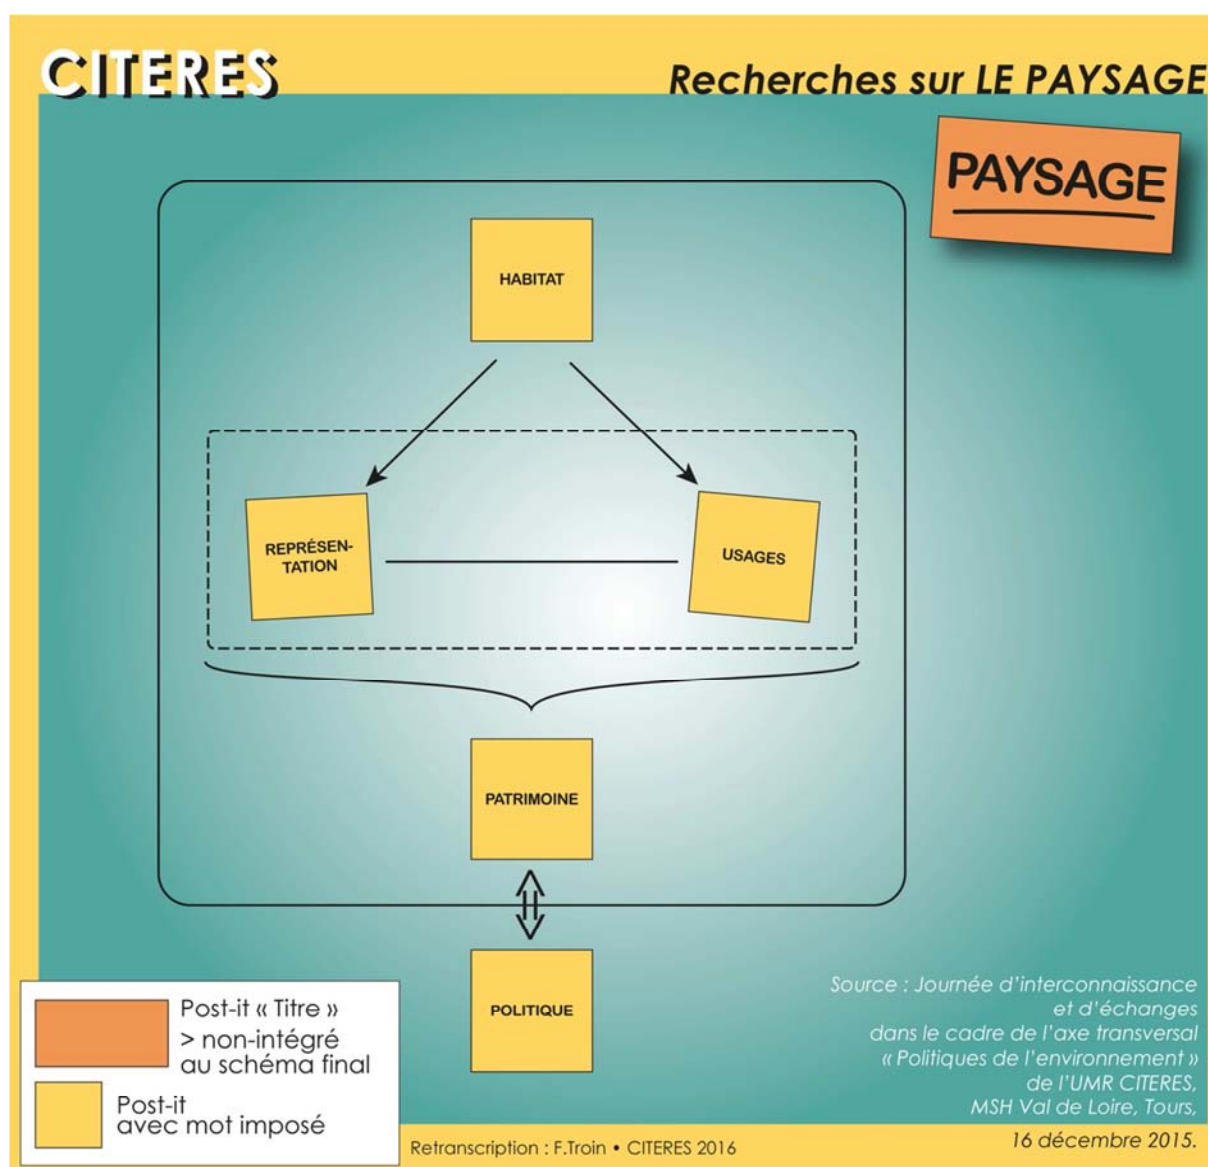 CITERES
Recherches sur LE PAYSAGE
PAYSAGE
HABITAT
REPRÉSEN-
TATION
USAGES
PATRIMOINE
POLITIQUE
Post-it « Titre »
> non-intégré
au schéma final
Post-it
avec mot imposé
Source : Journée d'interconnaissance
et d'échanges
dans le cadre de l'axe transversal
« Politiques de l'environnement »
de l'UMR CITERES,
MSH Val de Loire, Tours,
16 décembre 2015.
Retranscription : F.Troin • CITERES 2016